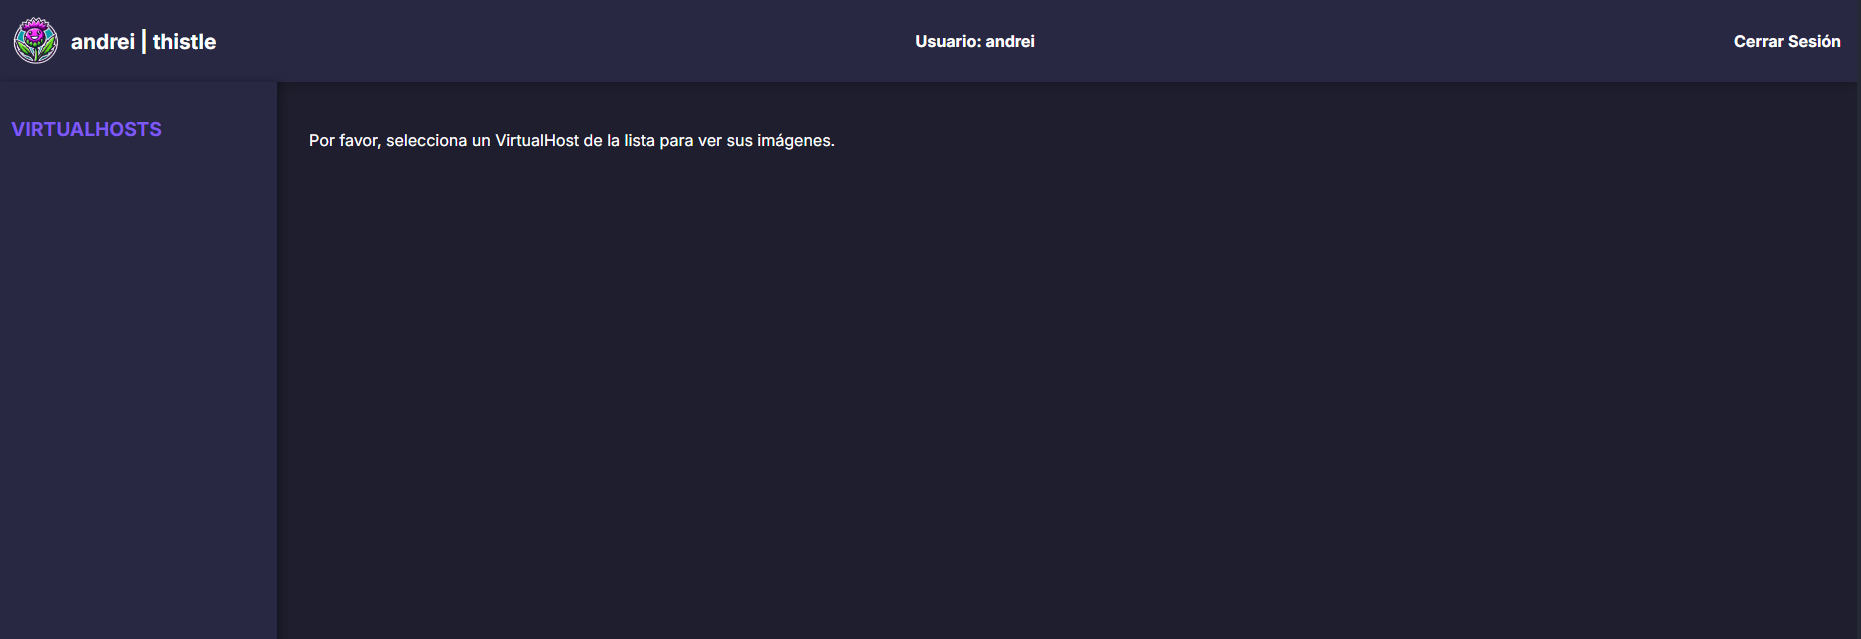 andrei | thistle
Usuario: andrei
Cerrar Sesión
VIRTUALHOSTS
Por favor, selecciona un VirtualHost de la lista para ver sus imágenes.